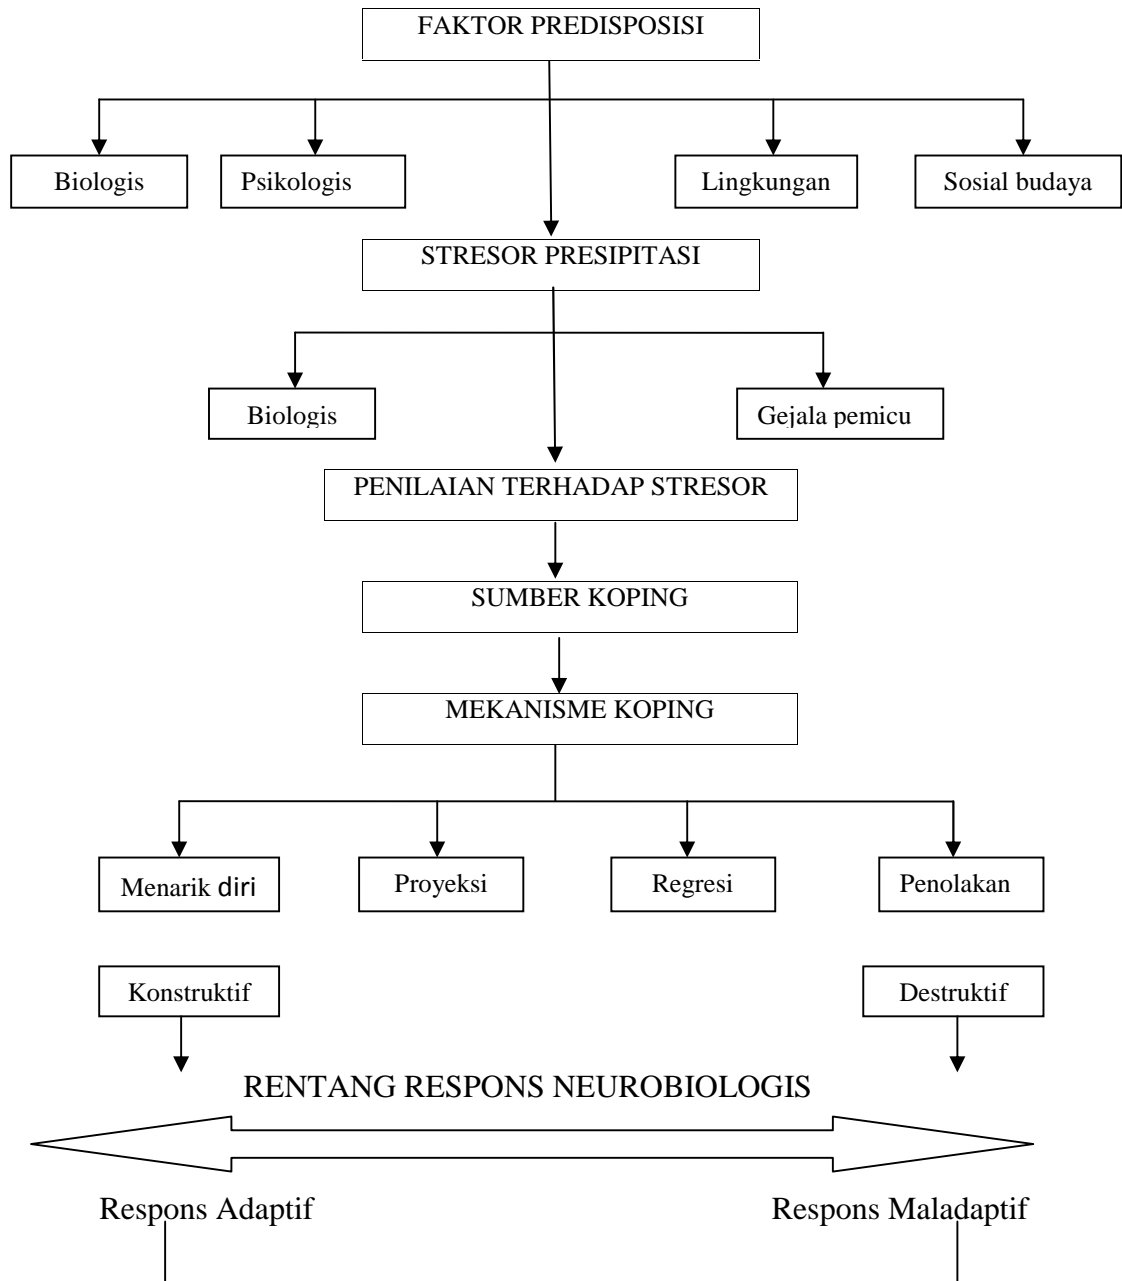 FAKTOR PREDISPOSISI
Biologis
Psikologis
Lingkungan
Sosial budaya
STRESOR PRESIPITASI
Biologis
Gejala pemicu
PENILAIAN TERHADAP STRESOR
SUMBER KOPING
MEKANISME KOPING
Menarik diri
Proyeksi
Regresi
Penolakan
Konstruktif
Destruktif
RENTANG RESPONS NEUROBIOLOGIS
Respons Adaptif
Respons Maladaptif